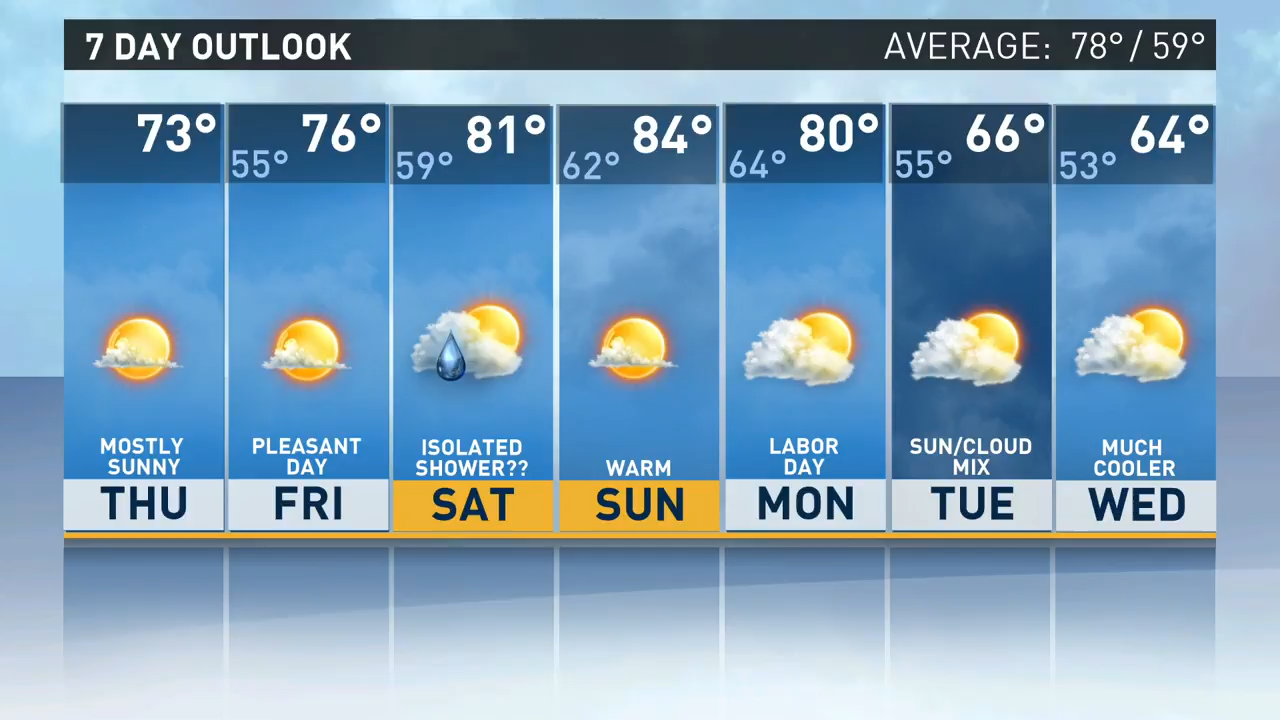 7 DAY OUTLOOK
AVERAGE: 78° / 59°
73°
MOSTLY
SUNNY
THU
76°
55°
PLEASANT
DAY
FRI
81°
59°
ISOLATED
SHOWER??
SAT
84°
62°
WARM
SUN
80°
64°
LABOR
DAY
MON
66°
55°
SUN/CLOUD
MIX
TUE
64°
53°
MUCH
COOLER
WED